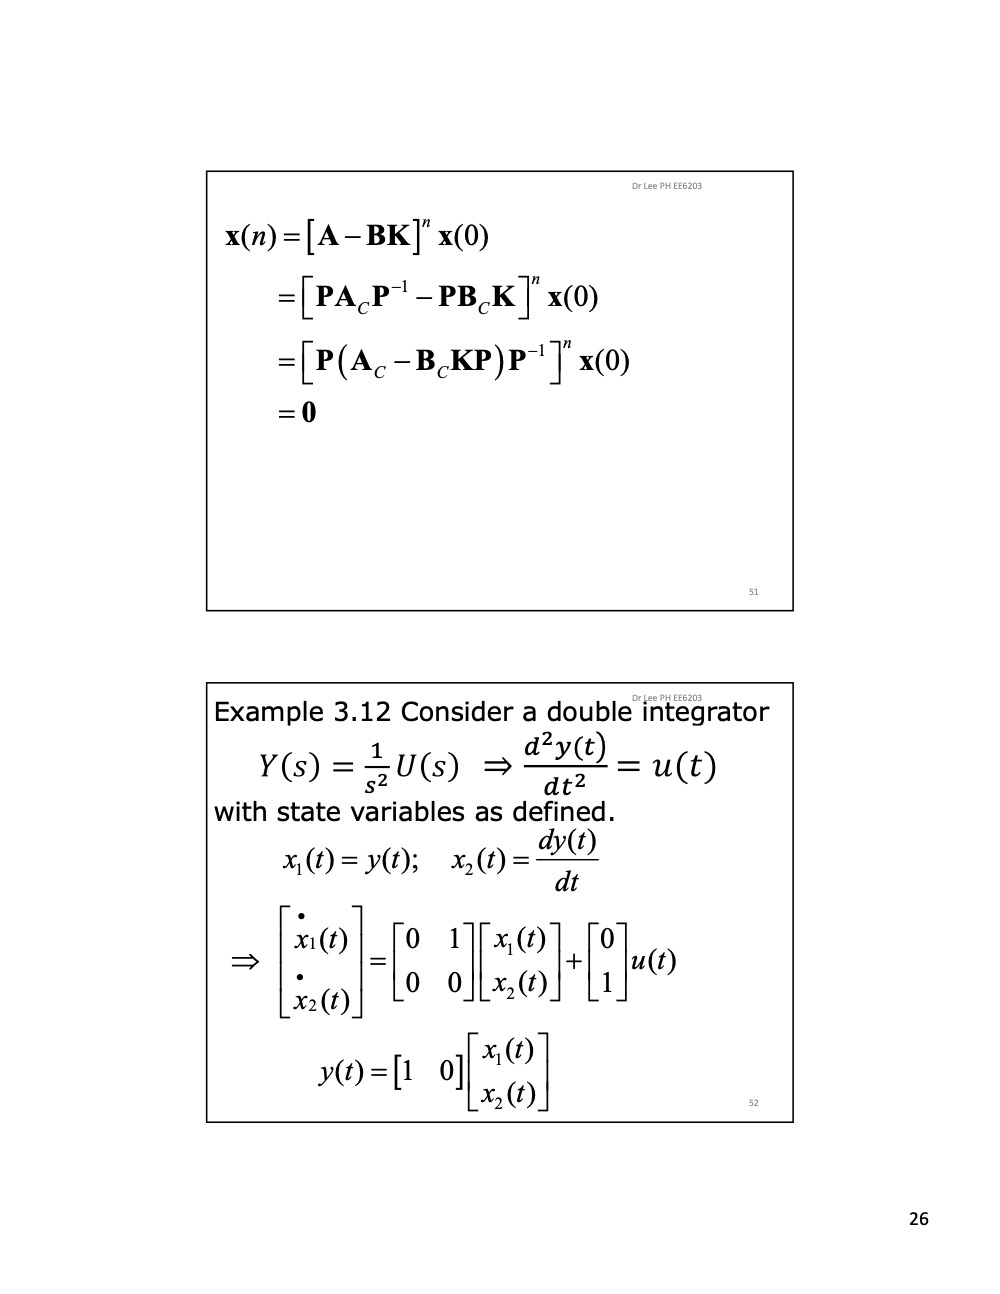 Dr Lee PH EE6203
x(n) = [A − BK]ⁿ x(0)
= [PA_C P⁻¹ − PB_C K]ⁿ x(0)
= [P(A_C − B_C KP)P⁻¹]ⁿ x(0)
= 0
51
Dr Lee PH EE6203
Example 3.12 Consider a double integrator
Y(s) = 1/s² U(s) ⇒ d²y(t)/dt² = u(t)
with state variables as defined.
x₁(t) = y(t); x₂(t) = dy(t)/dt
⇒ [ẋ₁(t); ẋ₂(t)] = [0 1; 0 0][x₁(t); x₂(t)] + [0; 1]u(t)
y(t) = [1 0][x₁(t); x₂(t)]
52
26